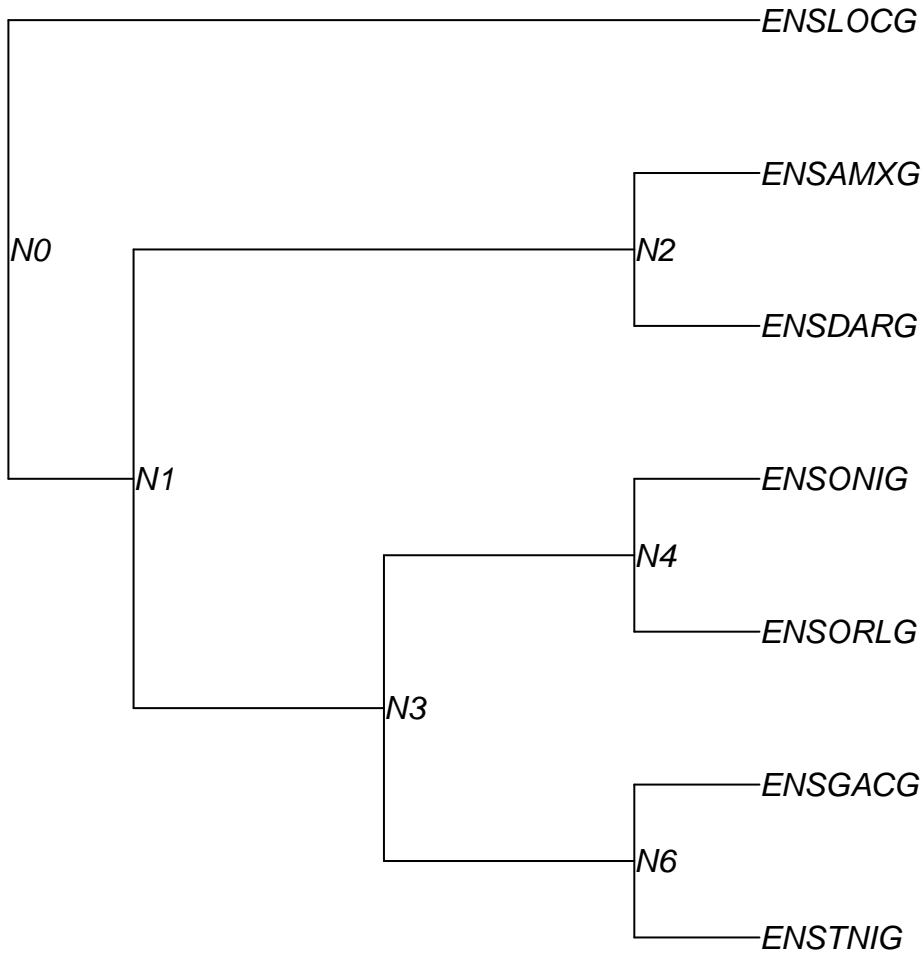 ENSLOCG
ENSAMXG
N0
N2
ENSDARG
N1
ENSONIG
N4
ENSORLG
N3
ENSGACG
N6
ENSTNIG